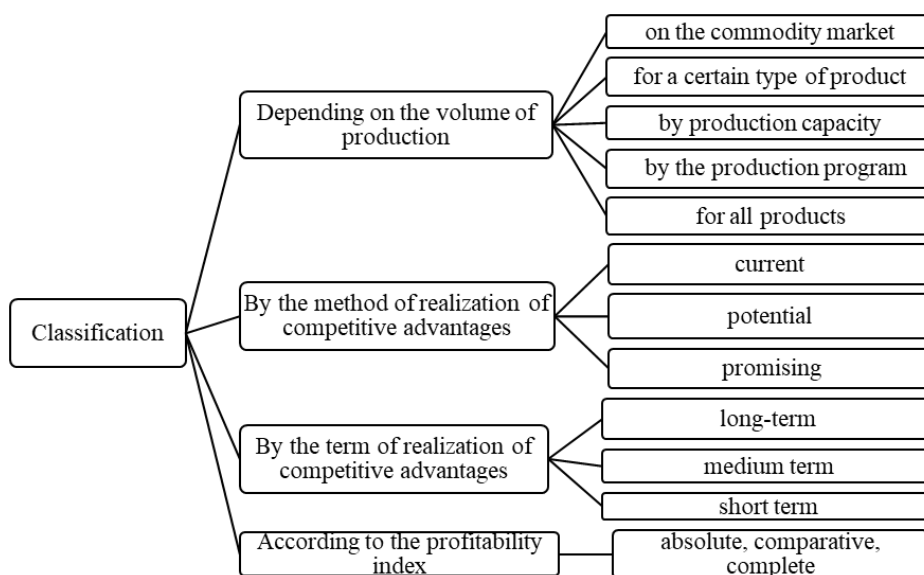 Classification
Depending on the volume of
production
on the commodity market
for a certain type of product
by production capacity
by the production program
for all products
By the method of realization of
competitive advantages
current
potential
promising
By the term of realization of
competitive advantages
long-term
medium term
short term
According to the profitability
index
absolute, comparative,
complete